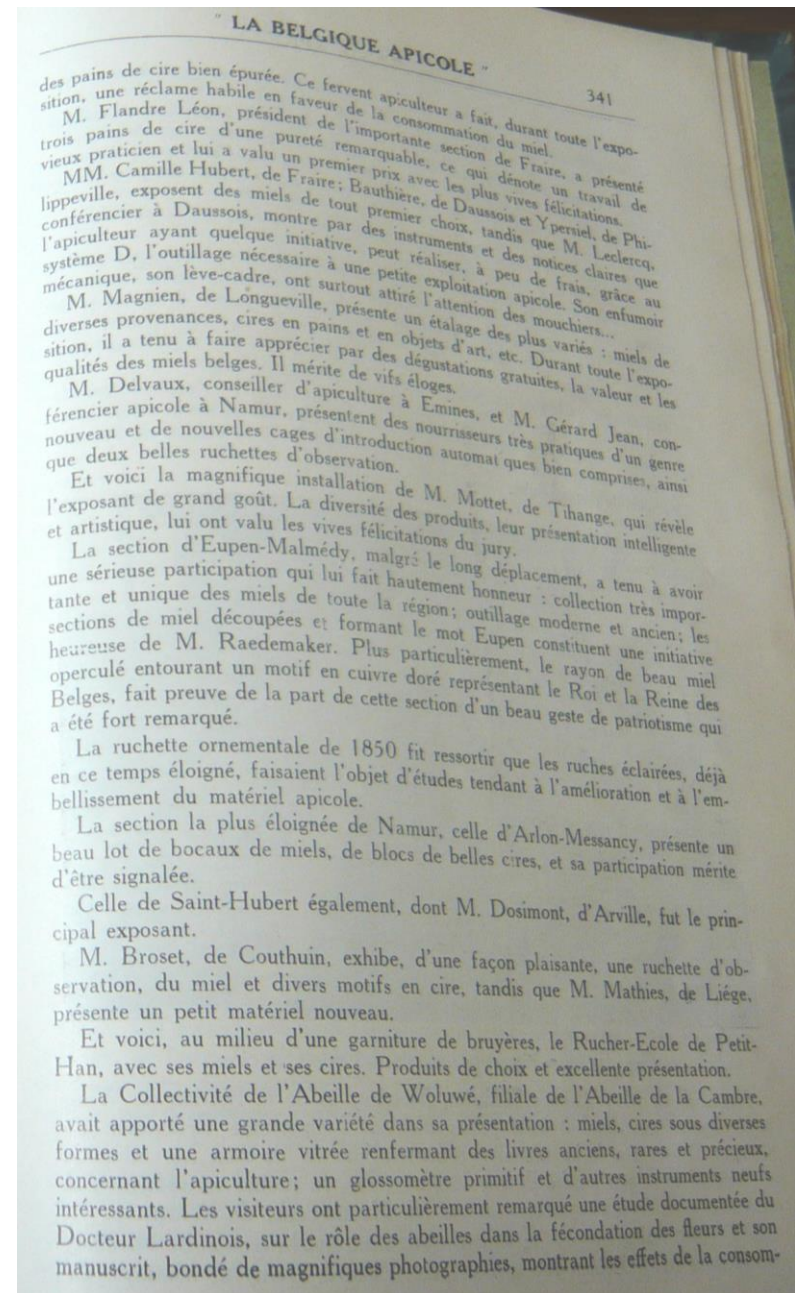 " LA BELGIQUE APICOLE "
341
des pains de cire bien épurée. Ce fervent apiculteur a fait, durant toute l'expo-
sition, une réclame habile en faveur de la consommation du miel.
M. Flandre Léon, président de l'importante section de Fraire, a présenté
trois pains de cire d'une pureté remarquable, ce qui dénote un travail de
vieux praticien et lui a valu un premier prix avec les plus vives félicitations.
MM. Camille Hubert, de Fraire; Bauthière, de Daussois et Ypersiel, de Phi-
lippeville, exposent des miels de tout premier choix, tandis que M. Leclercq,
conférencier à Daussois, montre par des instruments et des notices claires que
l'apiculteur ayant quelque initiative, peut réaliser, à peu de frais, grâce au
système D, l'outillage nécessaire à une petite exploitation apicole. Son enfumoir
mécanique, son lève-cadre, ont surtout attiré l'attention des mouchiers...
M. Magnien, de Longueville, présente un étalage des plus variés : miels de
diverses provenances, cires en pains et en objets d'art, etc. Durant toute l'expo-
sition, il a tenu à faire apprécier par des dégustations gratuites, la valeur et les
qualités des miels belges. Il mérite de vifs éloges.
M. Delvaux, conseiller d'apiculture à Emines, et M. Gérard Jean, con-
férencier apicole à Namur, présentent des nourrisseurs très pratiques d'un genre
nouveau et de nouvelles cages d'introduction automat ques bien comprises, ainsi
que deux belles ruchettes d'observation.
Et voici la magnifique installation de M. Mottet, de Tihange, qui révèle
l'exposant de grand goût. La diversité des produits, leur présentation intelligente
et artistique, lui ont valu les vives félicitations du jury.
La section d'Eupen-Malmédy, malgré le long déplacement, a tenu à avoir
une sérieuse participation qui lui fait hautement honneur : collection très impor-
tante et unique des miels de toute la région; outillage moderne et ancien; les
sections de miel découpées et formant le mot Eupen constituent une initiative
heureuse de M. Raedemaker. Plus particulièrement, le rayon de beau miel
operculé entourant un motif en cuivre doré représentant le Roi et la Reine des
Belges, fait preuve de la part de cette section d'un beau geste de patriotisme qui
a été fort remarqué.
La ruchette ornementale de 1850 fit ressortir que les ruches éclairées, déjà
en ce temps éloigné, faisaient l'objet d'études tendant à l'amélioration et à l'em-
bellissement du matériel apicole.
La section la plus éloignée de Namur, celle d'Arlon-Messancy, présente un
beau lot de bocaux de miels, de blocs de belles cires, et sa participation mérite
d'être signalée.
Celle de Saint-Hubert également, dont M. Dosimont, d'Arville, fut le prin-
cipal exposant.
M. Broset, de Couthuin, exhibe, d'une façon plaisante, une ruchette d'ob-
servation, du miel et divers motifs en cire, tandis que M. Mathies, de Liége,
présente un petit matériel nouveau.
Et voici, au milieu d'une garniture de bruyères, le Rucher-Ecole de Petit-
Han, avec ses miels et ses cires. Produits de choix et excellente présentation.
La Collectivité de l'Abeille de Woluwé, filiale de l'Abeille de la Cambre,
avait apporté une grande variété dans sa présentation : miels, cires sous diverses
formes et une armoire vitrée renfermant des livres anciens, rares et précieux,
concernant l'apiculture; un glossomètre primitif et d'autres instruments neufs
intéressants. Les visiteurs ont particulièrement remarqué une étude documentée du
Docteur Lardinois, sur le rôle des abeilles dans la fécondation des fleurs et son
manuscrit, bondé de magnifiques photographies, montrant les effets de la consom-